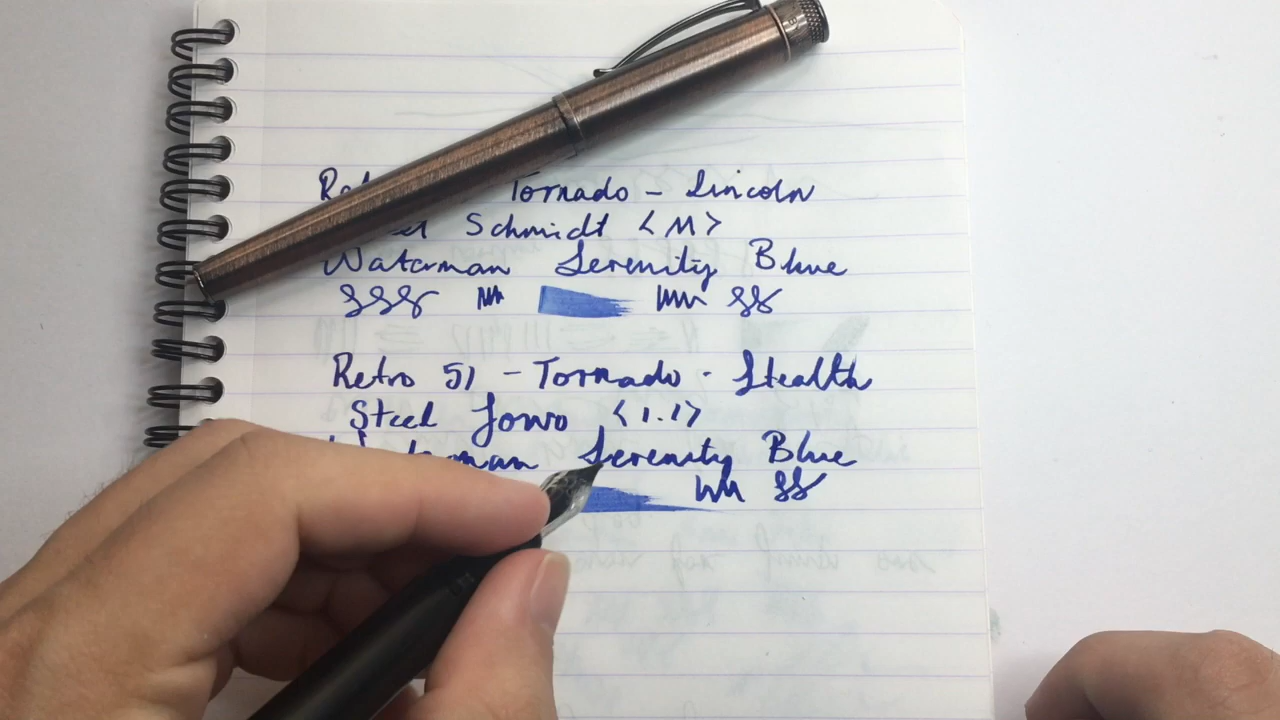 Tornado - Lincoln
Schmidt <M>
Waterman Serenity Blue
Retro 51 - Tornado - Stealth
Steel Jowo <1.1>
Serenity Blue